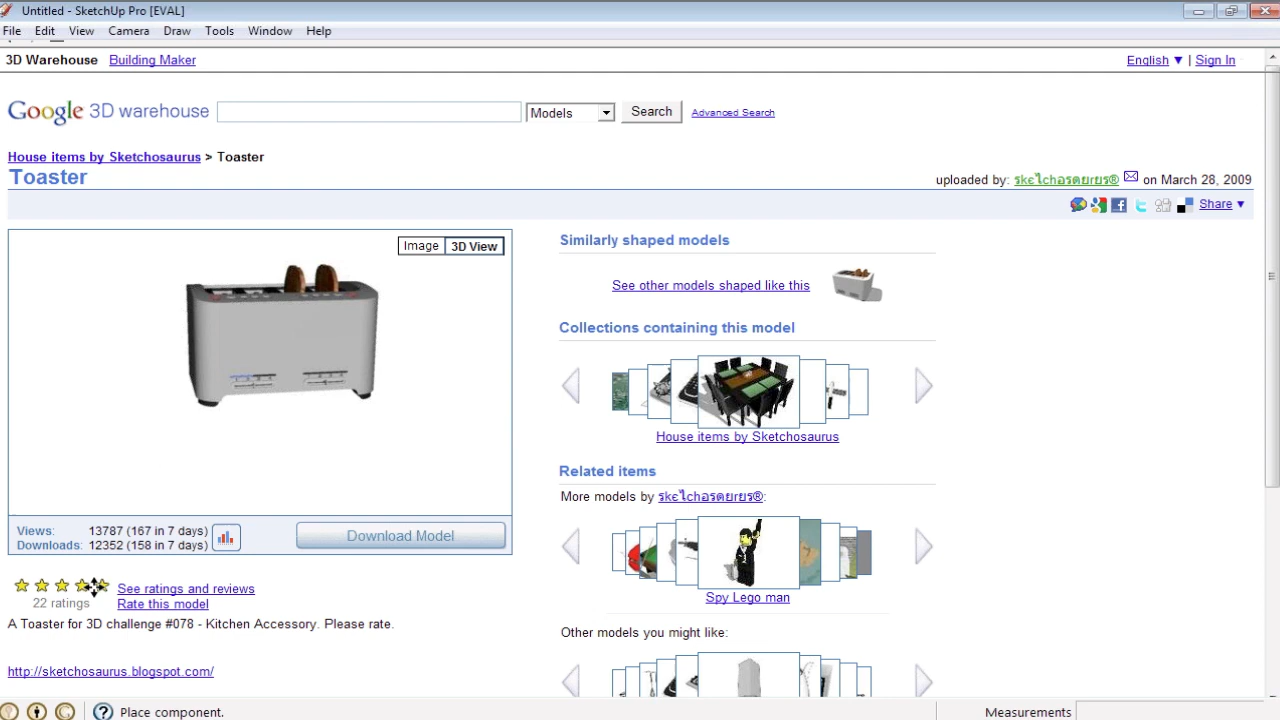 Untitled - SketchUp Pro [EVAL]
File Edit View Camera Draw Tools Window Help
3D Warehouse Building Maker English ▼ | Sign In
Google 3D warehouse Models Search Advanced Search
House items by Sketchosaurus > Toaster
Toaster
uploaded by: on March 28, 2009
Share ▼
Image 3D View
Similarly shaped models
See other models shaped like this
Collections containing this model
House items by Sketchosaurus
Related items
More models by
Spy Lego man
Other models you might like:
Views: 13787 (167 in 7 days)
Downloads: 12352 (158 in 7 days)
Download Model
See ratings and reviews
22 ratings Rate this model
A Toaster for 3D challenge #078 - Kitchen Accessory. Please rate.
http://sketchosaurus.blogspot.com/
Place component. Measurements